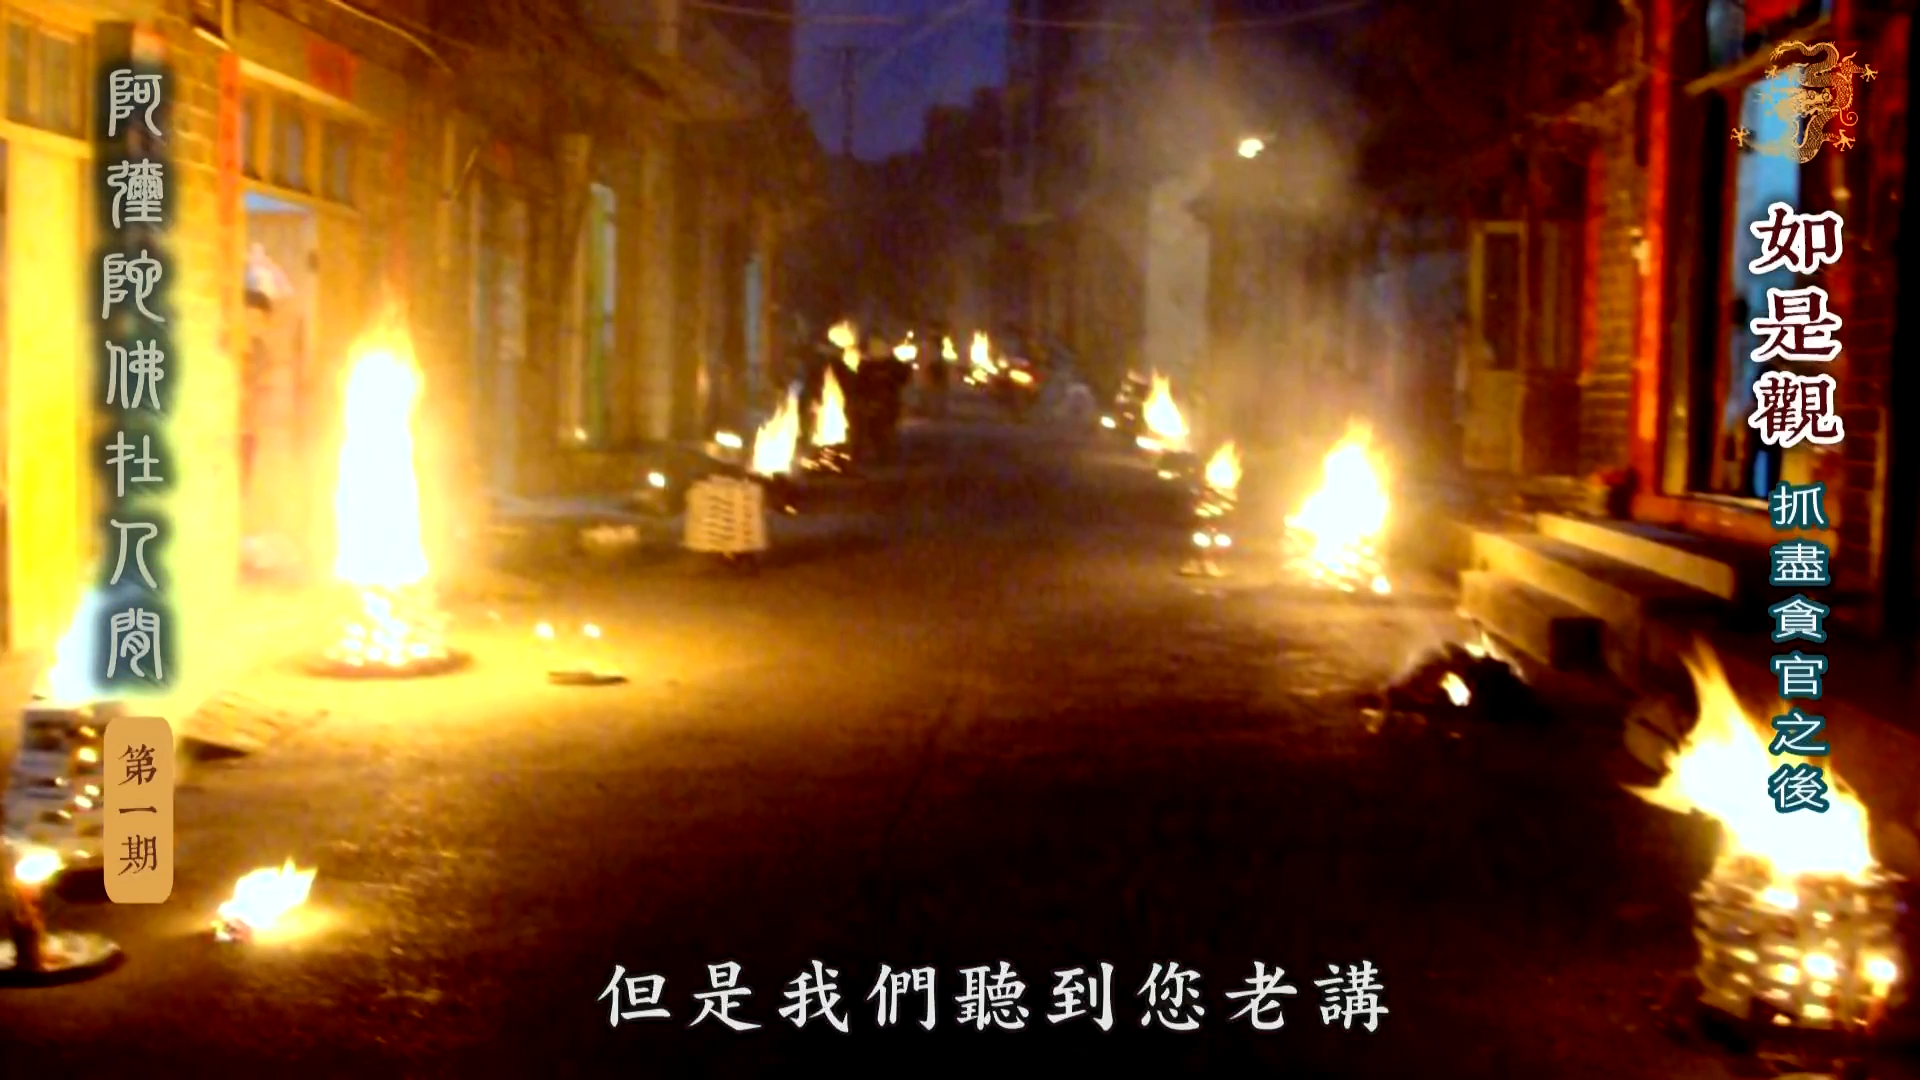 阿彌陀佛在人間
第一期
如是觀
抓盡貪官之後
但是我們聽到您老講